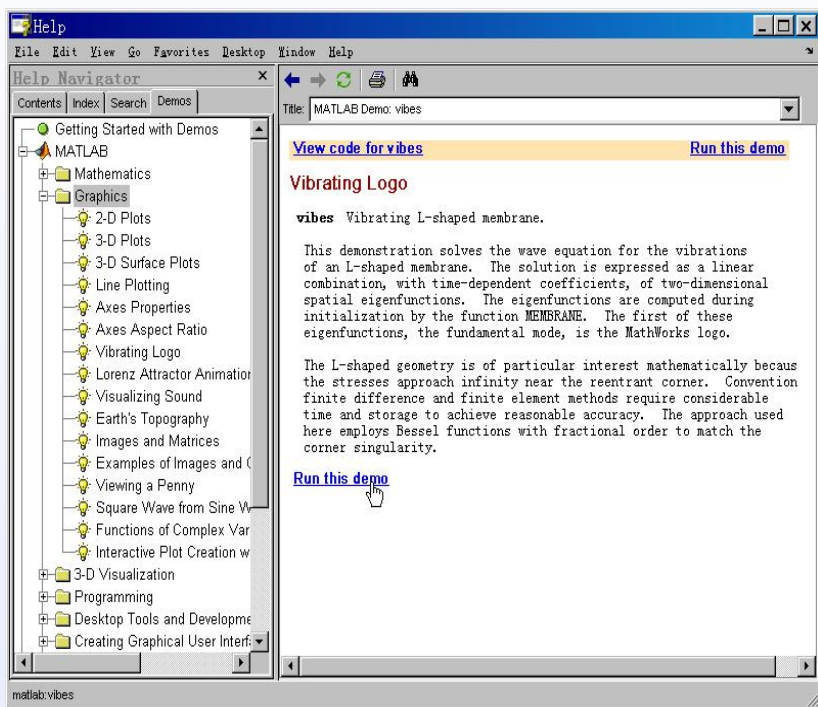 Help
File Edit View Go Favorites Desktop Window Help
Help Navigator
Contents Index Search Demos
Getting Started with Demos
MATLAB
Mathematics
Graphics
2-D Plots
3-D Plots
3-D Surface Plots
Line Plotting
Axes Properties
Axes Aspect Ratio
Vibrating Logo
Lorenz Attractor Animation
Visualizing Sound
Earth's Topography
Images and Matrices
Examples of Images and C
Viewing a Penny
Square Wave from Sine W
Functions of Complex Var
Interactive Plot Creation w
3-D Visualization
Programming
Desktop Tools and Developme
Creating Graphical User Interf
Title: MATLAB Demo: vibes
View code for vibes Run this demo
Vibrating Logo
vibes Vibrating L-shaped membrane.
This demonstration solves the wave equation for the vibrations
of an L-shaped membrane. The solution is expressed as a linear
combination, with time-dependent coefficients, of two-dimensional
spatial eigenfunctions. The eigenfunctions are computed during
initialization by the function MEMBRANE. The first of these
eigenfunctions, the fundamental mode, is the MathWorks logo.
The L-shaped geometry is of particular interest mathematically becaus
the stresses approach infinity near the reentrant corner. Convention
finite difference and finite element methods require considerable
time and storage to achieve reasonable accuracy. The approach used
here employs Bessel functions with fractional order to match the
corner singularity.
Run this demo
matlab:vibes